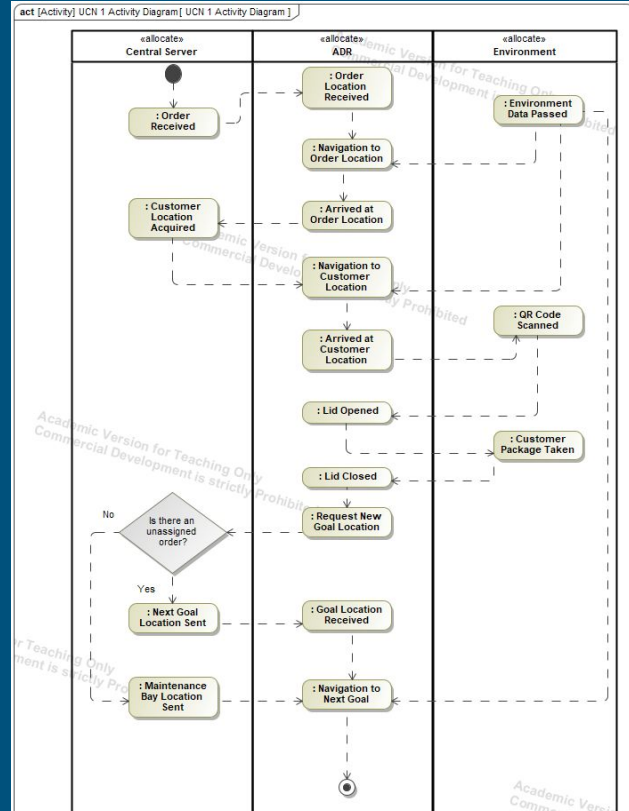 act [Activity] UCN 1 Activity Diagram[ UCN 1 Activity Diagram ]
«allocate»
Central Server
«allocate»
ADR
«allocate»
Environment
: Order
Received
: Order
Location
Received
: Environment
Data Passed
: Navigation to
Order Location
: Customer
Location
Acquired
: Arrived at
Order Location
: Navigation to
Customer
Location
: QR Code
Scanned
: Arrived at
Customer
Location
: Lid Opened
: Customer
Package Taken
: Lid Closed
: Request New
Goal Location
No
Is there an
unassigned
order?
Yes
: Next Goal
Location Sent
: Goal Location
Received
: Maintenance
Bay Location
Sent
: Navigation to
Next Goal
Academic Version for Teaching Only
Commercial Development is strictly Prohibited